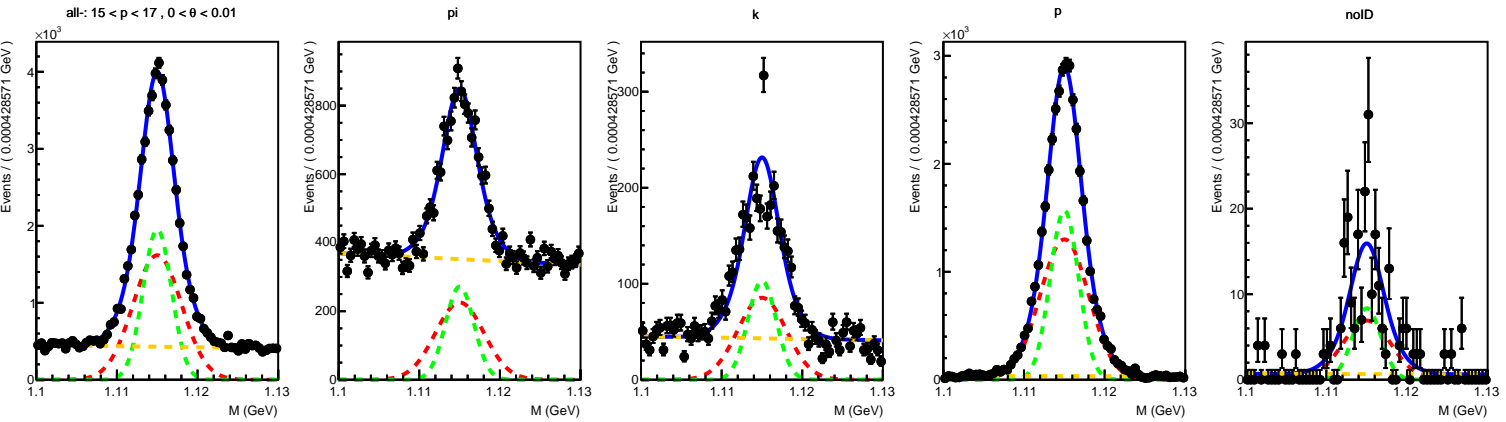 all-: 15 < p < 17 , 0 < θ < 0.01
×10³
Events / ( 0.000428571 GeV )
4
3
2
1
0
1.1
1.11
1.12
1.13
M (GeV)
pi
Events / ( 0.000428571 GeV )
800
600
400
200
0
1.1
1.11
1.12
1.13
M (GeV)
k
Events / ( 0.000428571 GeV )
300
200
100
0
1.1
1.11
1.12
1.13
M (GeV)
p
×10³
Events / ( 0.000428571 GeV )
3
2
1
0
1.1
1.11
1.12
1.13
M (GeV)
noID
Events / ( 0.000428571 GeV )
30
20
10
0
1.1
1.11
1.12
1.13
M (GeV)